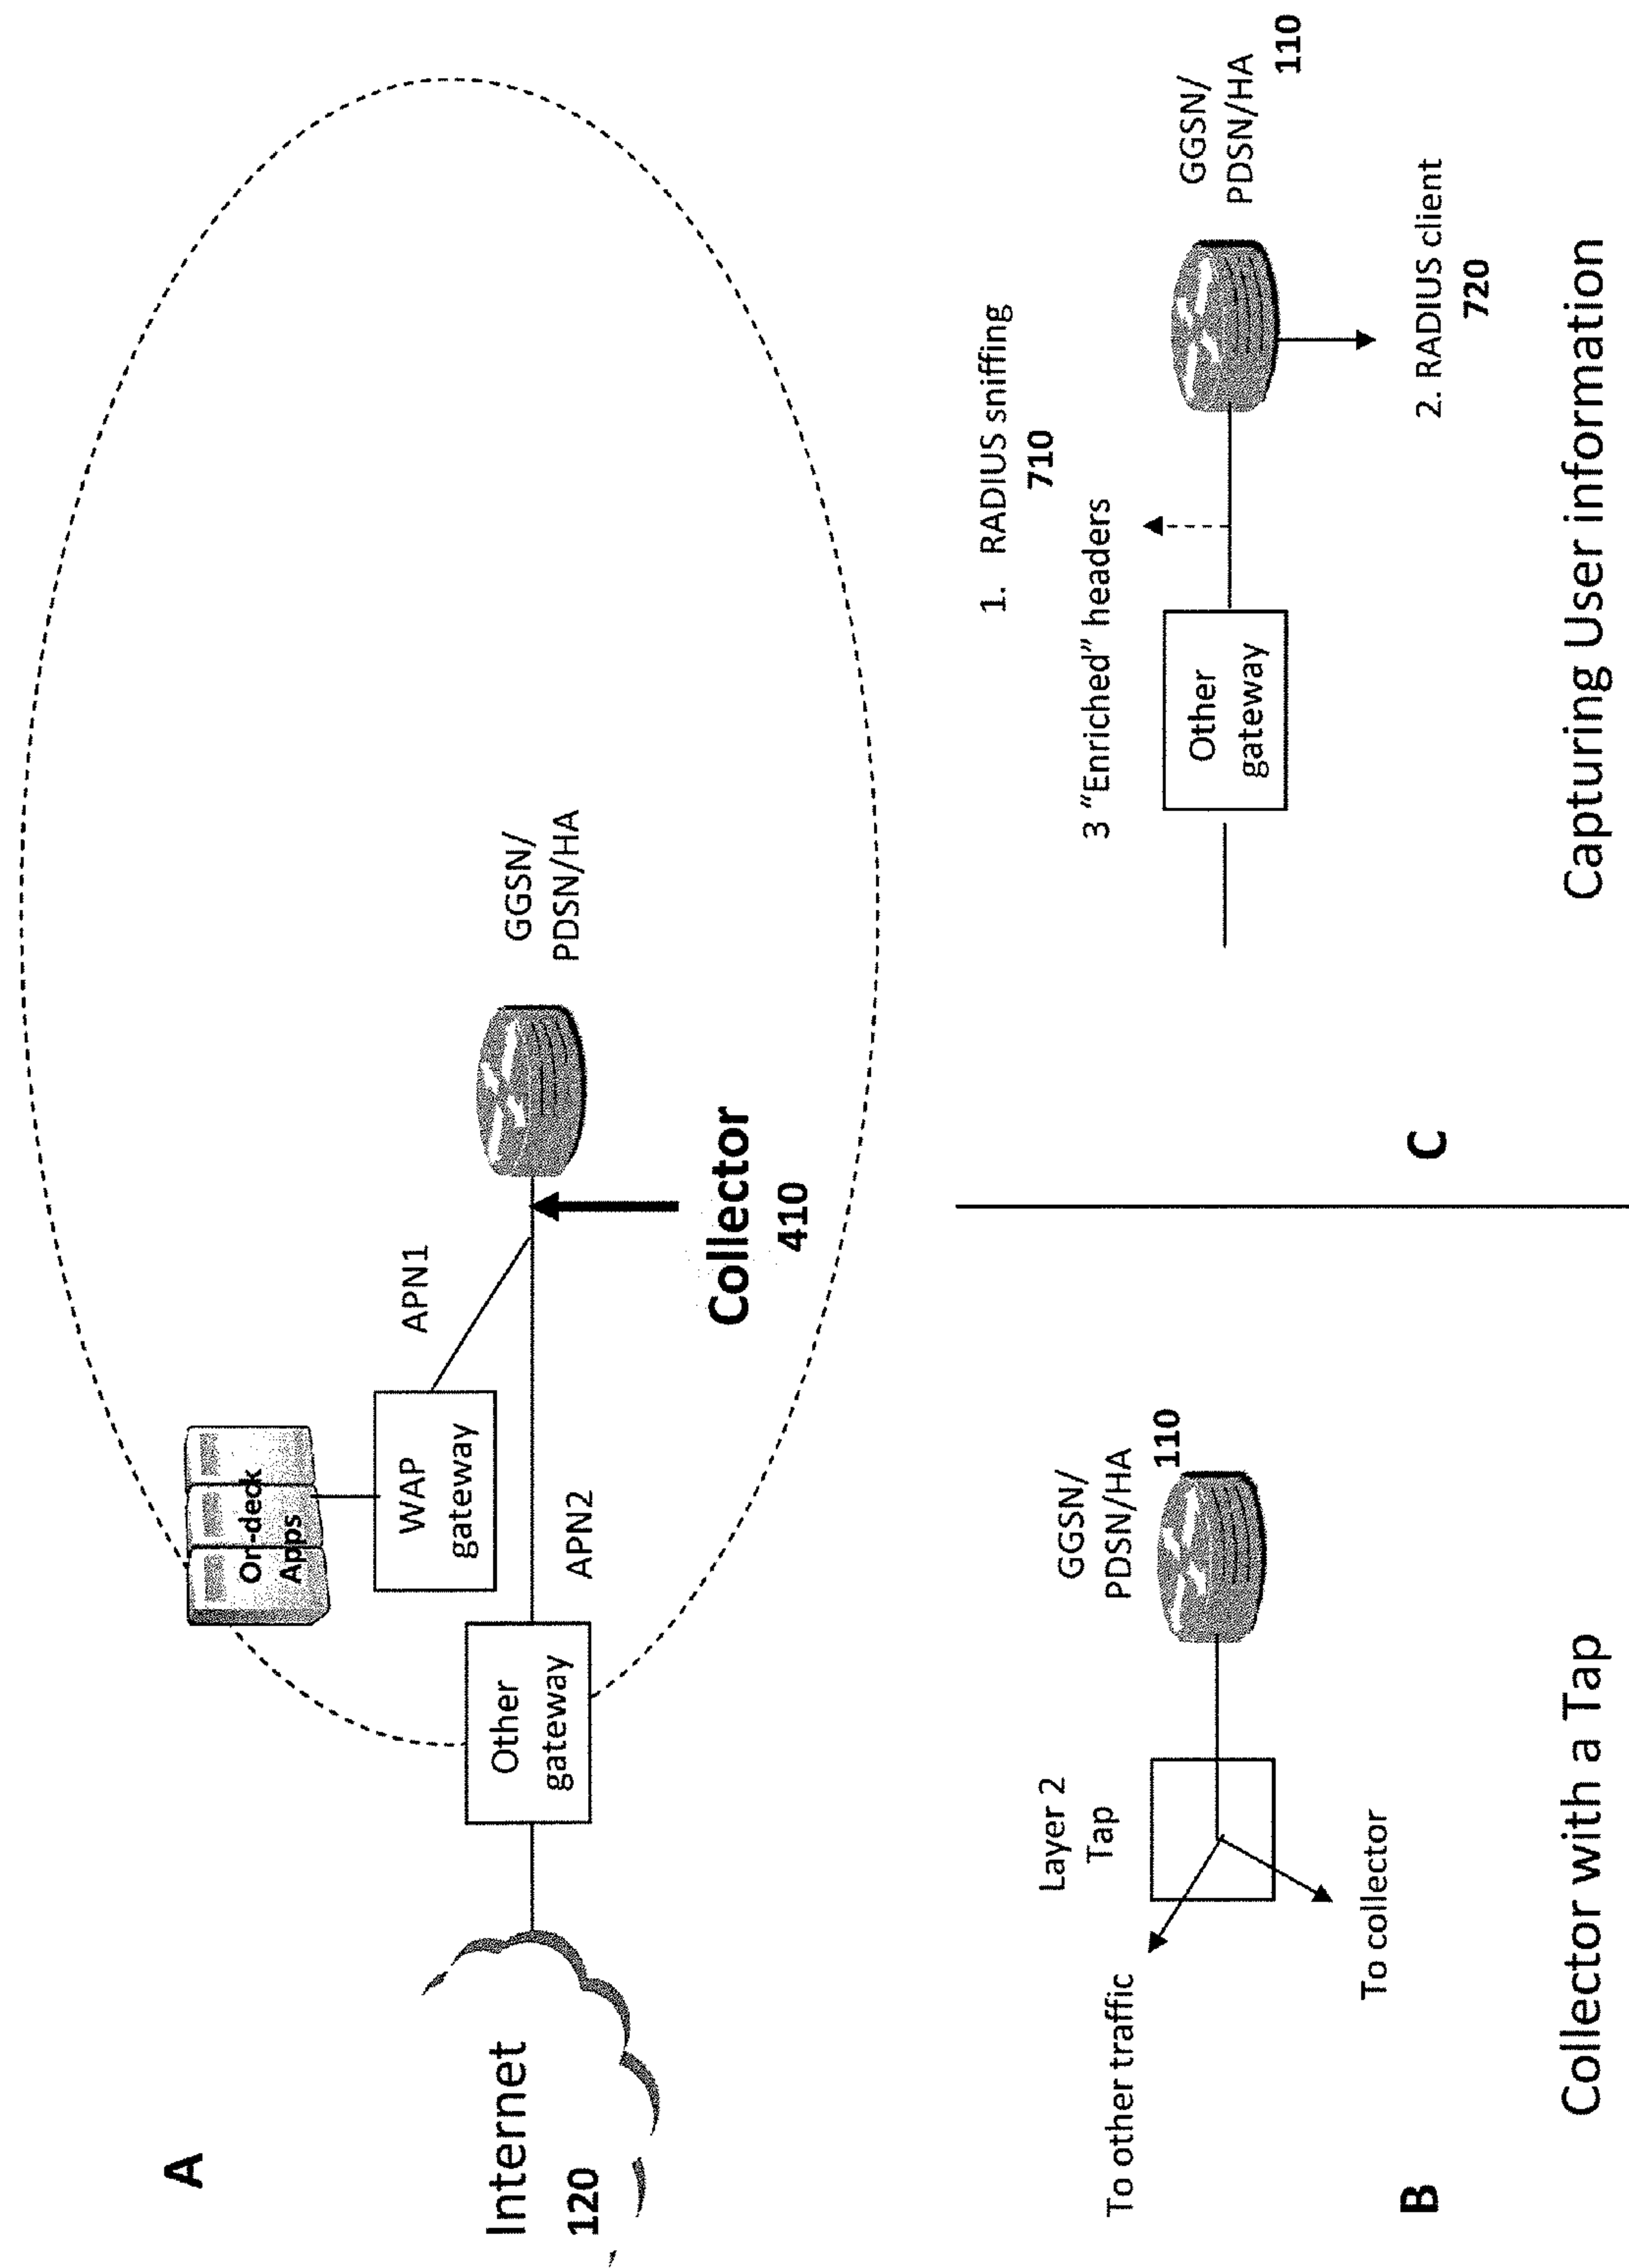 A
Internet
120
Other
gateway
On-deck
Apps
WAP
gateway
APN1
APN2
Collector
410
GGSN/
PDSN/HA
B
To other traffic
Layer 2
Tap
To collector
GGSN/
PDSN/HA
110
Collector with a Tap
C
1. RADIUS sniffing
710
3 "Enriched" headers
Other
gateway
GGSN/
PDSN/HA
110
2. RADIUS client
720
Capturing User information